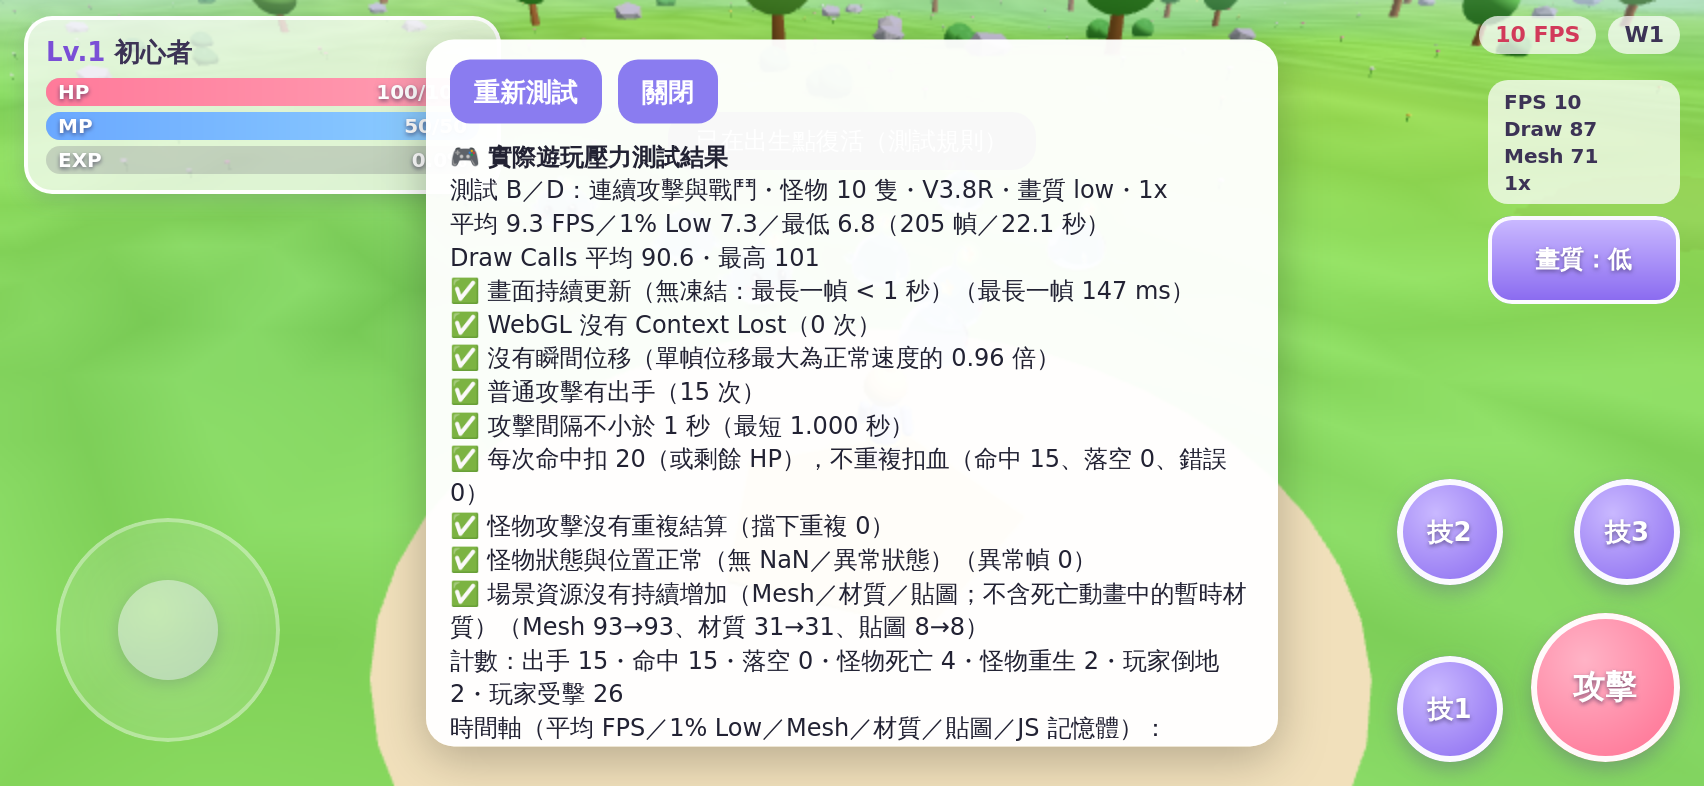 Lv.1 初心者
HP 100/
MP 50/50
EXP 0
重新測試
關閉
已在出生點復活（測試規則）
🎮 實際遊玩壓力測試結果
測試 B／D：連續攻擊與戰鬥・怪物 10 隻・V3.8R・畫質 low・1x
平均 9.3 FPS／1% Low 7.3／最低 6.8（205 幀／22.1 秒）
Draw Calls 平均 90.6・最高 101
✅ 畫面持續更新（無凍結：最長一幀 < 1 秒）（最長一幀 147 ms）
✅ WebGL 沒有 Context Lost（0 次）
✅ 沒有瞬間位移（單幀位移最大為正常速度的 0.96 倍）
✅ 普通攻擊有出手（15 次）
✅ 攻擊間隔不小於 1 秒（最短 1.000 秒）
✅ 每次命中扣 20（或剩餘 HP），不重複扣血（命中 15、落空 0、錯誤
0）
✅ 怪物攻擊沒有重複結算（擋下重複 0）
✅ 怪物狀態與位置正常（無 NaN／異常狀態）（異常幀 0）
✅ 場景資源沒有持續增加（Mesh／材質／貼圖；不含死亡動畫中的暫時材
質）（Mesh 93→93、材質 31→31、貼圖 8→8）
計數：出手 15・命中 15・落空 0・怪物死亡 4・怪物重生 2・玩家倒地
2・玩家受擊 26
時間軸（平均 FPS／1% Low／Mesh／材質／貼圖／JS 記憶體）：
10 FPS
W1
FPS 10
Draw 87
Mesh 71
1x
畫質：低
技2
技3
技1
攻擊